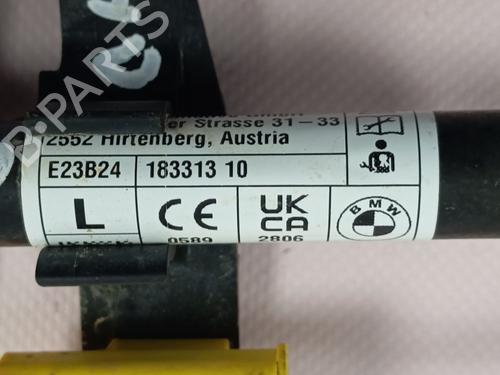 er Strasse 31-33
2552 Hirtenberg, Austria
E23B24 183313 10
L CE UK CA
0589 2806
BMW
B-PARTS